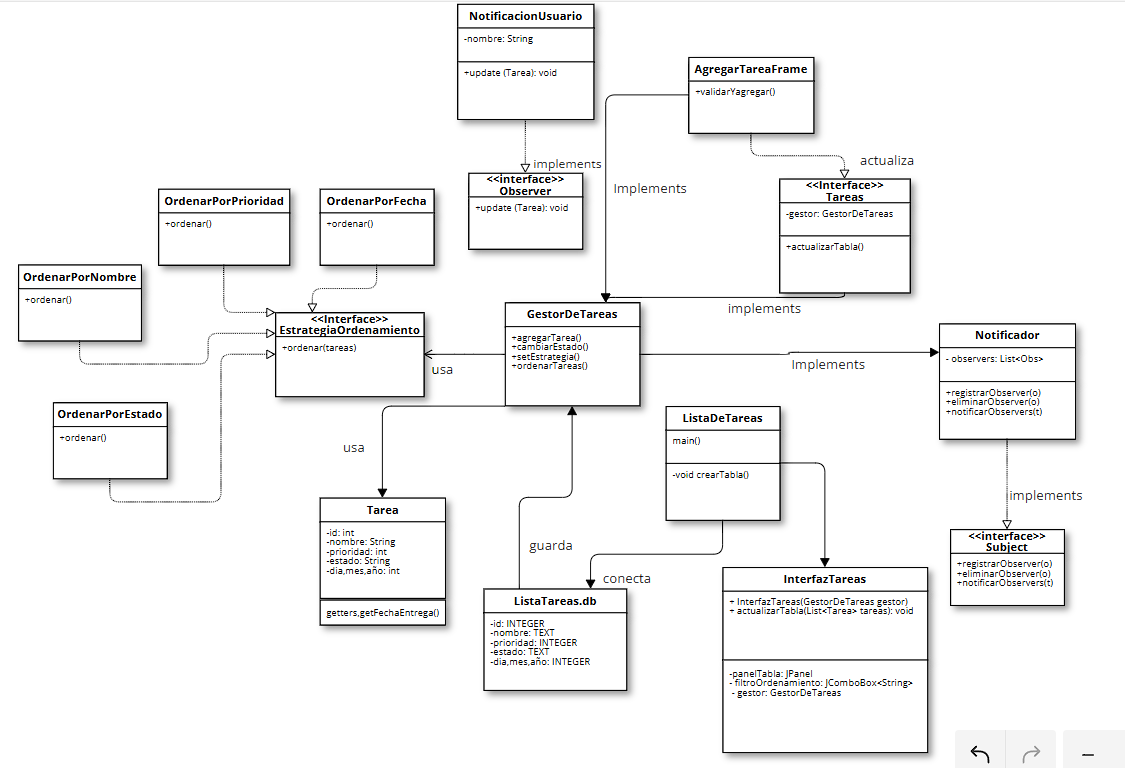 NotificacionUsuario
-nombre: String
+update (Tarea): void
AgregarTareaFrame
+validarYagregar()
implements
actualiza
<<interface>>
Observer
+update (Tarea): void
Implements
<<Interface>>
Tareas
-gestor: GestorDeTareas
+actualizarTabla()
implements
OrdenarPorPrioridad
+ordenar()
OrdenarPorFecha
+ordenar()
OrdenarPorNombre
+ordenar()
<<Interface>>
EstrategiaOrdenamiento
+ordenar(tareas)
usa
GestorDeTareas
+agregarTarea()
+cambiarEstado()
+setEstrategia()
+ordenarTareas()
Implements
Notificador
- observers: List<Obs>
+registrarObserver(o)
+eliminarObserver(o)
+notificarObservers(t)
OrdenarPorEstado
+ordenar()
usa
ListaDeTareas
main()
-void crearTabla()
implements
Tarea
-id: int
-nombre: String
-prioridad: int
-estado: String
-dia,mes,año: int
getters,getFechaEntrega()
guarda
conecta
<<interface>>
Subject
+registrarObserver(o)
+eliminarObserver(o)
+notificarObservers(t)
ListaTareas.db
-id: INTEGER
-nombre: TEXT
-prioridad: INTEGER
-estado: TEXT
-dia,mes,año: INTEGER
InterfazTareas
+ InterfazTareas(GestorDeTareas gestor)
+ actualizarTabla(List<Tarea> tareas): void
-panelTabla: JPanel
- filtroOrdenamiento: JComboBox<String>
- gestor: GestorDeTareas